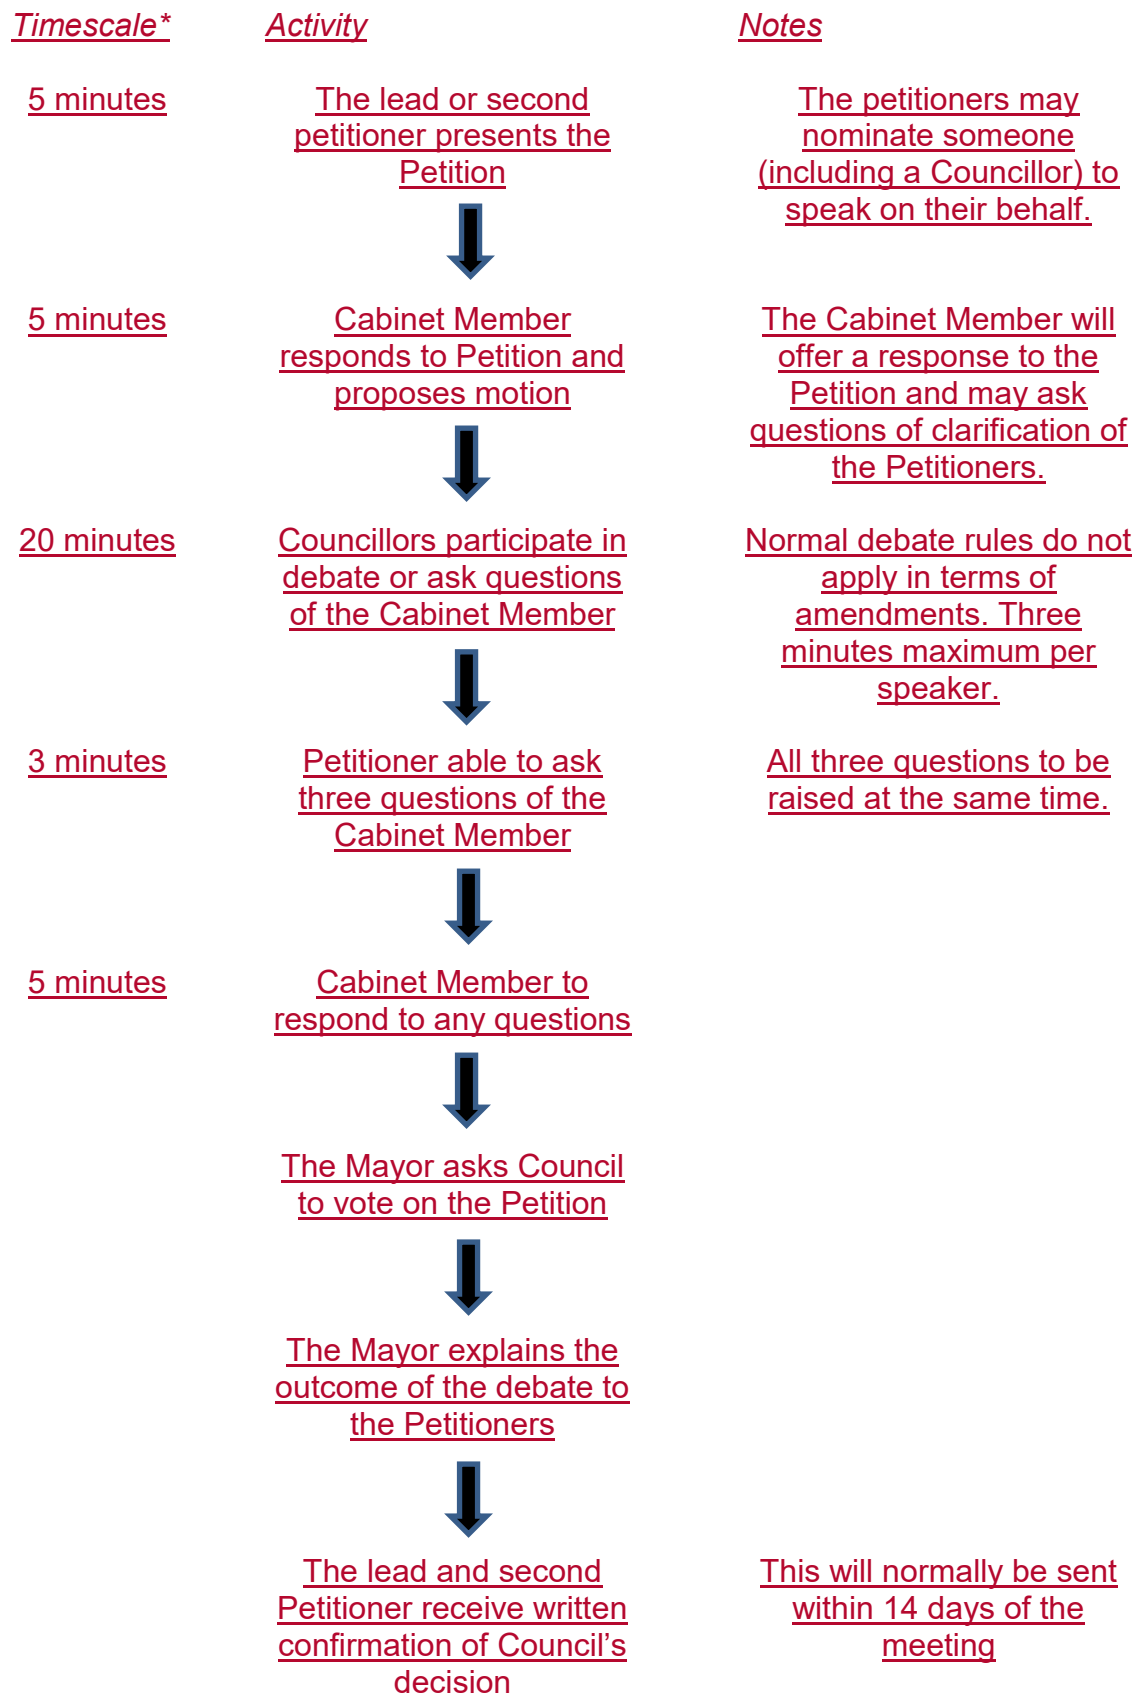 Timescale* Activity Notes
5 minutes The lead or second The petitioners may
petitioner presents the nominate someone
Petition (including a Councillor) to
speak on their behalf.
5 minutes Cabinet Member The Cabinet Member will
responds to Petition and offer a response to the
proposes motion Petition and may ask
questions of clarification of
the Petitioners.
20 minutes Councillors participate in Normal debate rules do not
debate or ask questions apply in terms of
of the Cabinet Member amendments. Three
minutes maximum per
speaker.
3 minutes Petitioner able to ask All three questions to be
three questions of the raised at the same time.
Cabinet Member
5 minutes Cabinet Member to
respond to any questions
The Mayor asks Council
to vote on the Petition
The Mayor explains the
outcome of the debate to
the Petitioners
The lead and second This will normally be sent
Petitioner receive written within 14 days of the
confirmation of Council’s meeting
decision